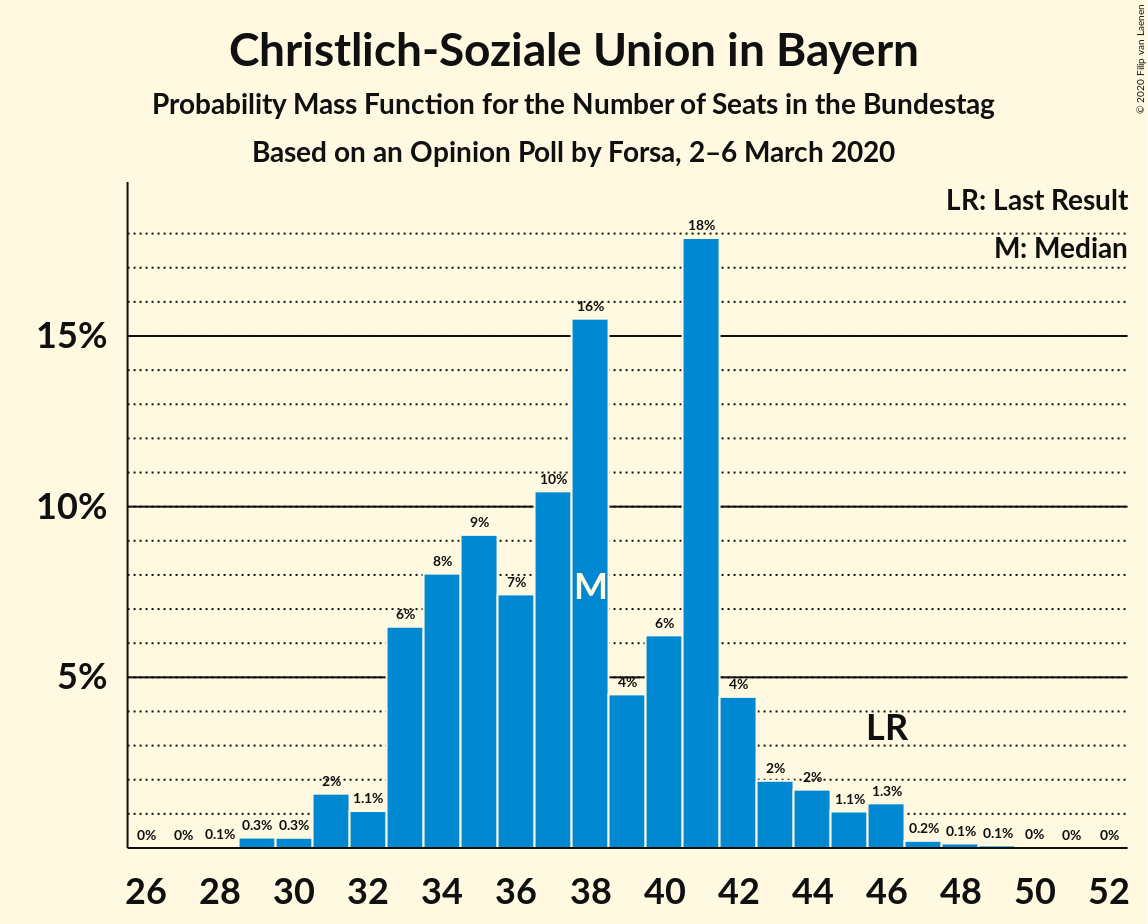 Christlich-Soziale Union in Bayern
Probability Mass Function for the Number of Seats in the Bundestag
Based on an Opinion Poll by Forsa, 2–6 March 2020
© 2020 Filip van Laenen
LR: Last Result
M: Median
15%
10%
5%
0% 0% 0.1% 0.3% 0.3% 2% 1.1% 6% 8% 9% 7% 10% 16% 4% 6% 18% 4% 2% 2% 1.1% 1.3% 0.2% 0.1% 0.1% 0% 0% 0%
M
LR
26 28 30 32 34 36 38 40 42 44 46 48 50 52